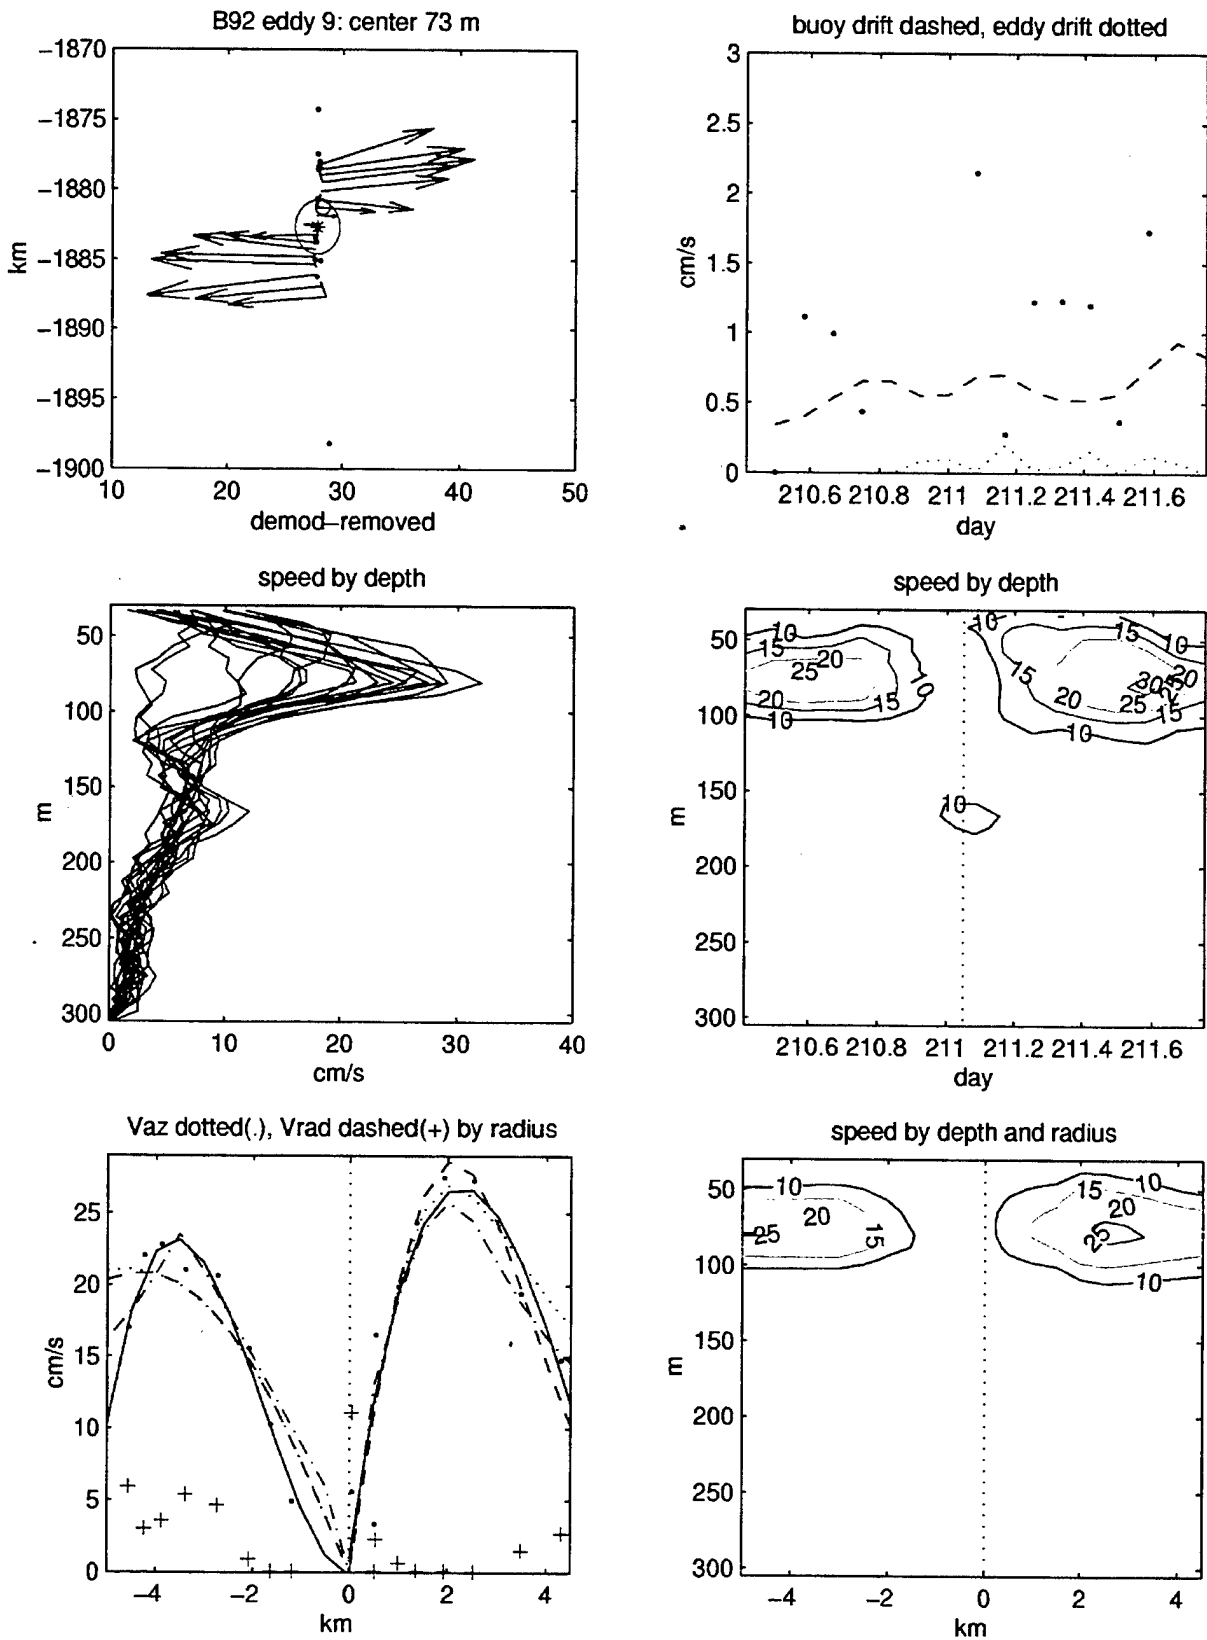 B92 eddy 9: center 73 m
−1870
−1875
−1880
−1885
−1890
−1895
−1900
km
10 20 30 40 50
demod−removed
buoy drift dashed, eddy drift dotted
3
2.5
2
1.5
1
0.5
0
cm/s
210.6 210.8 211 211.2 211.4 211.6
day
speed by depth
50
100
150
200
250
300
m
0 10 20 30 40
cm/s
speed by depth
50
100
150
200
250
300
m
10 10 15 10
15 20
25 15 20
20 15 10 20 25 15
10 10
10
210.6 210.8 211 211.2 211.4 211.6
day
Vaz dotted(.), Vrad dashed(+) by radius
25
20
15
10
5
0
cm/s
−4 −2 0 2 4
km
speed by depth and radius
50
100
150
200
250
300
m
10 15 10
20 20
25 15 25
10
−4 −2 0 2 4
km